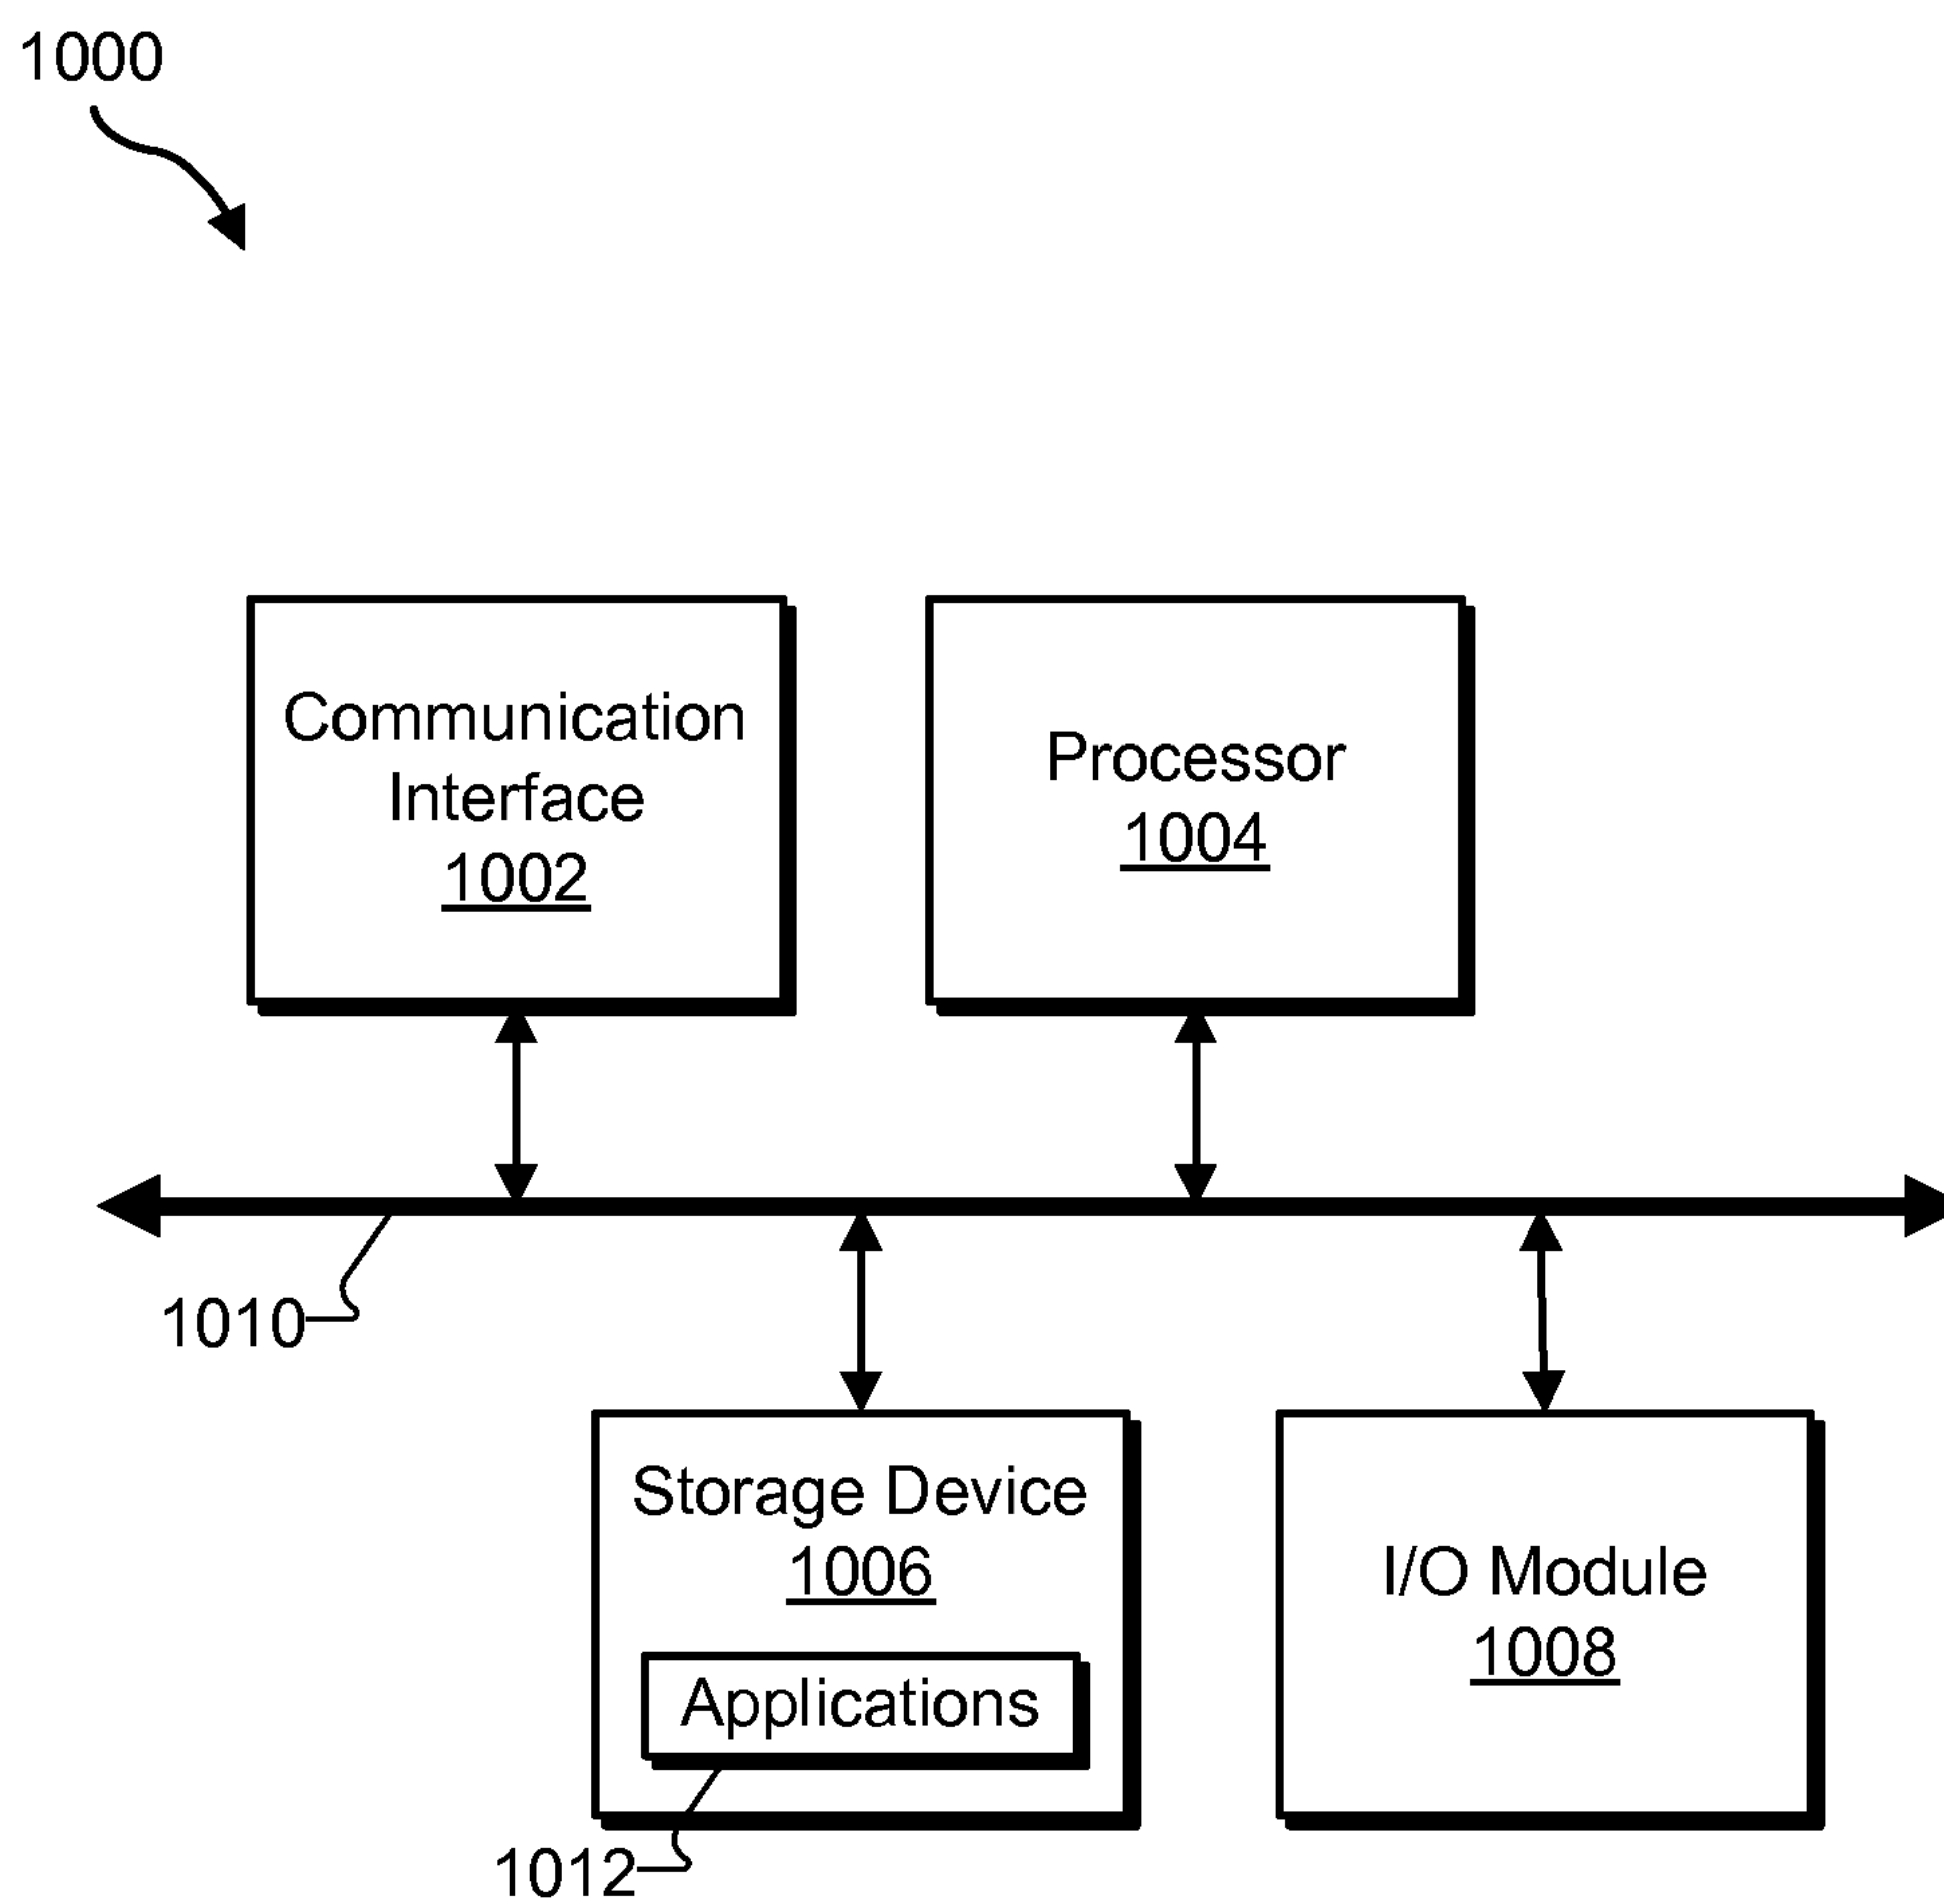 1000
Communication
Interface
1002
Processor
1004
1010
Storage Device
1006
Applications
1012
I/O Module
1008